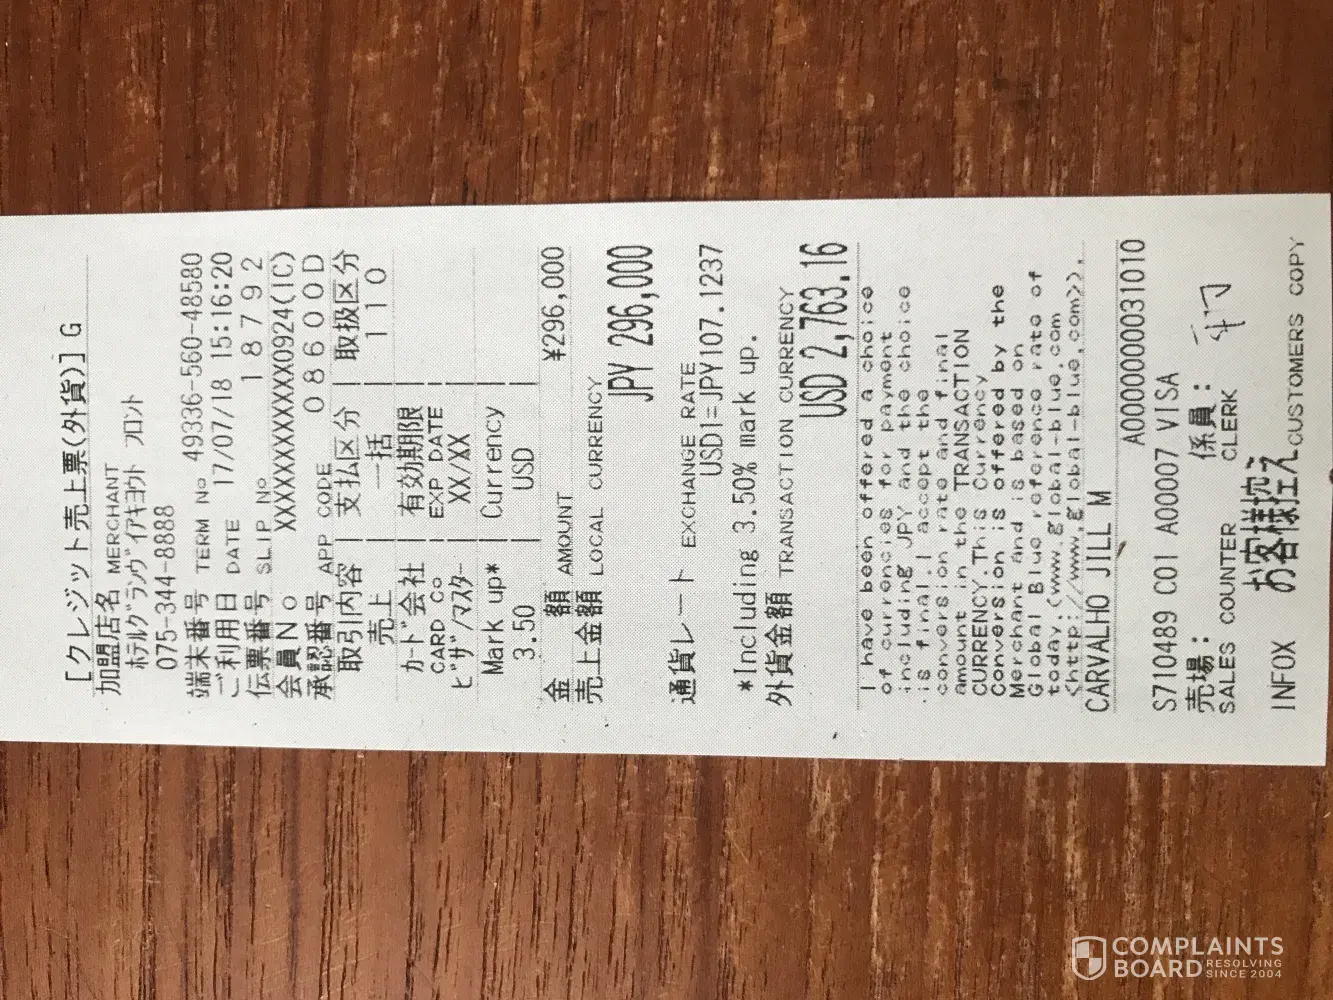 [クレジット売上票(外貨)] G
加盟店名 MERCHANT
ﾎﾃﾙｸﾞﾗﾝｳﾞｨｱｷﾖｳﾄ ﾌﾛﾝﾄ
075-344-8888
端末番号 TERM No 49336-560-48580
ご利用日 DATE 17/07/18 15:16:20
伝票番号 SLIP No 18792
会員No XXXXXXXXXXXX0924(IC)
承認番号 APP CODE 08600D
取引内容 支払区分 取扱区分
売上 一括 110
カード会社 有効期限
CARD CO EXP DATE
ﾋﾞｻﾞ/ﾏｽﾀｰ XX/XX
Mark up* Currency
3.50 USD
金 額 AMOUNT ¥296,000
売上金額 LOCAL CURRENCY
JPY 296,000
通貨レート EXCHANGE RATE
USD1=JPY107.1237
*Including 3.50% mark up.
外貨金額 TRANSACTION CURRENCY
USD 2,763.16
I have been offered a choice
of currencies for payment
including JPY and the choice
is final. I accept the
conversion rate and final
amount in the TRANSACTION
CURRENCY.This Currency
Conversion is offered by the
Merchant and is based on
Global Blue reference rate of
today.(www.global-blue.com
<http://www.global-blue.com>).
CARVALHO JILL M
A0000000031010
S710489 C01 A00007 VISA
売場: 係員:
SALES COUNTER CLERK
お客様控え
INFOX CUSTOMERS COPY
COMPLAINTS
BOARD RESOLVING
SINCE 2004